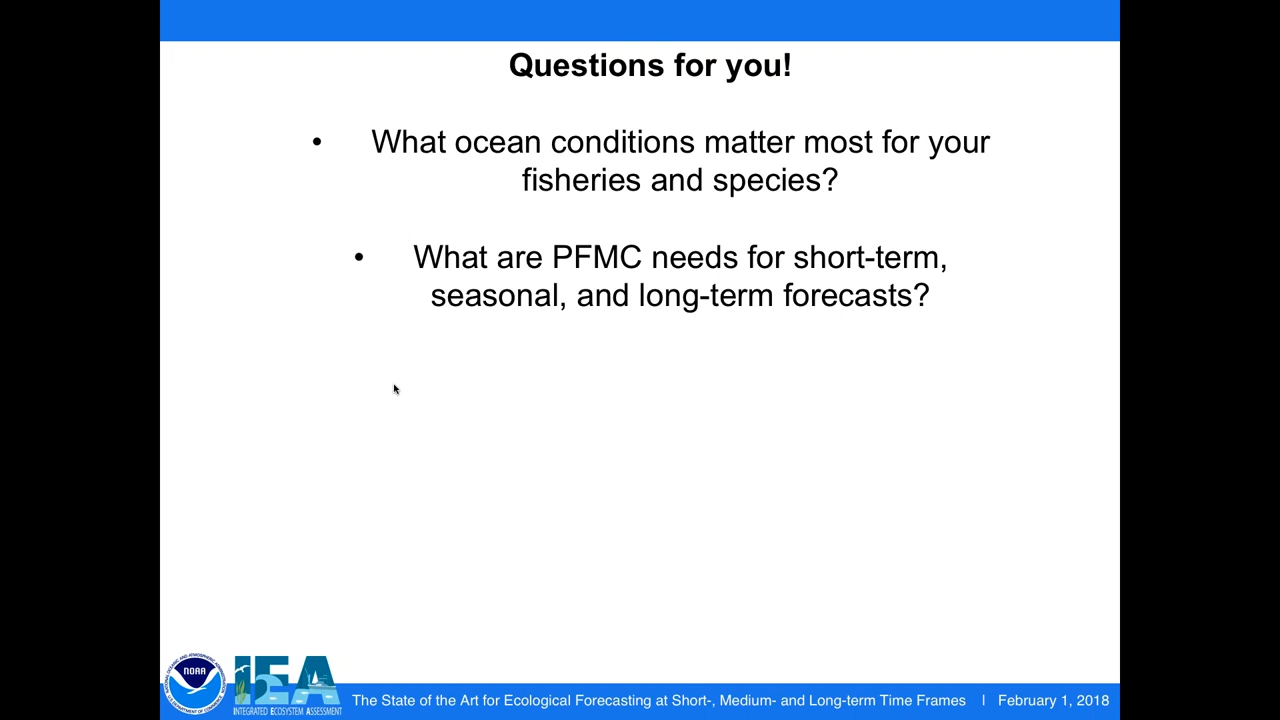 Questions for you!
• What ocean conditions matter most for your
fisheries and species?
• What are PFMC needs for short-term,
seasonal, and long-term forecasts?
NOAA
IEA
INTEGRATED ECOSYSTEM ASSESSMENT
The State of the Art for Ecological Forecasting at Short-, Medium- and Long-term Time Frames | February 1, 2018